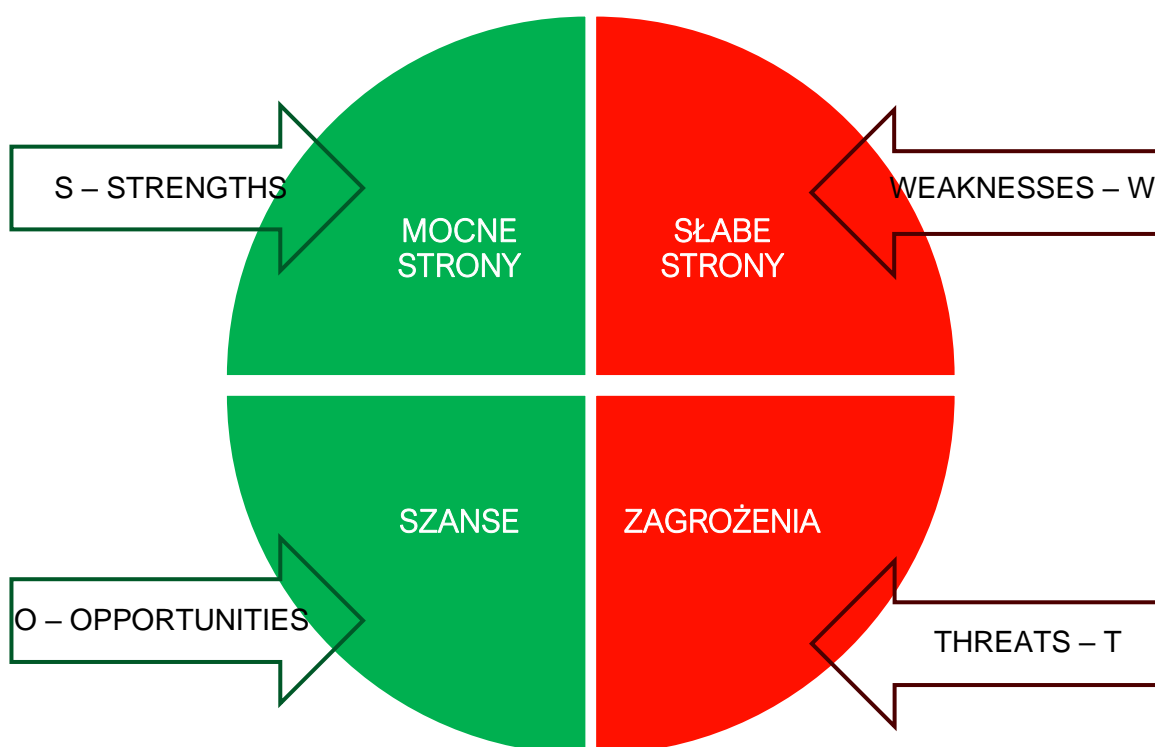 S – STRENGTHS
WEAKNESSES – W
MOCNE
STRONY
SŁABE
STRONY
SZANSE
ZAGROŻENIA
O – OPPORTUNITIES
THREATS – T